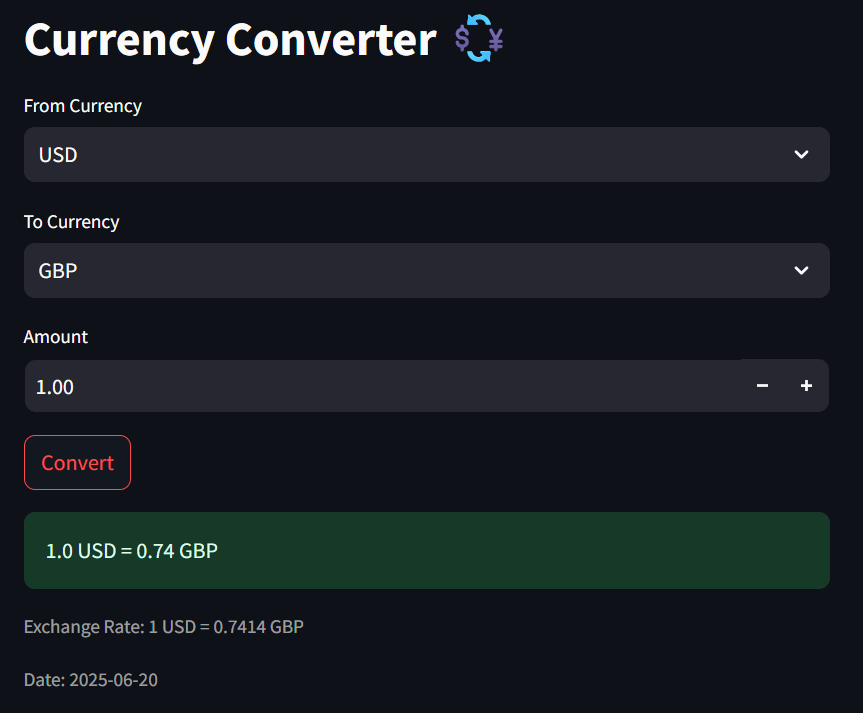 Currency Converter
From Currency
USD
To Currency
GBP
Amount
1.00
Convert
1.0 USD = 0.74 GBP
Exchange Rate: 1 USD = 0.7414 GBP
Date: 2025-06-20